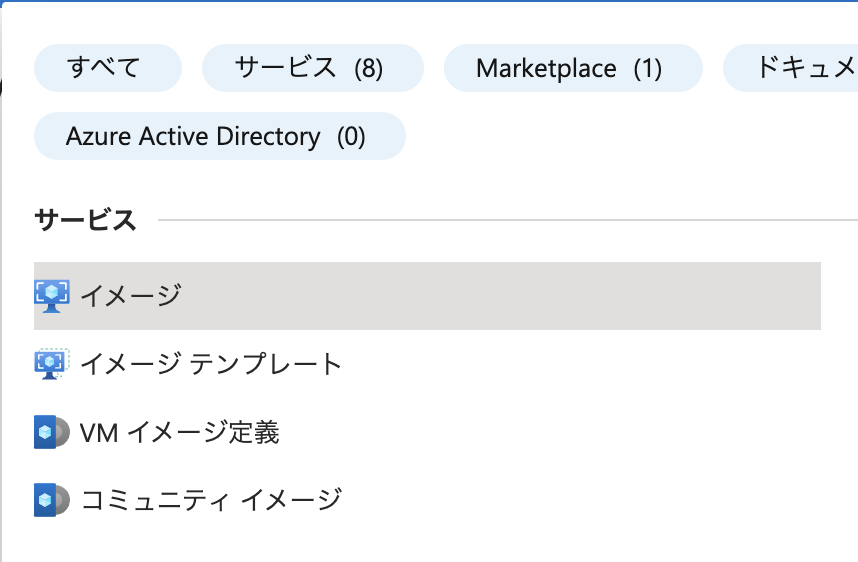 すべて サービス (8) Marketplace (1) ドキュメ
Azure Active Directory (0)
サービス
イメージ
イメージ テンプレート
VM イメージ定義
コミュニティ イメージ